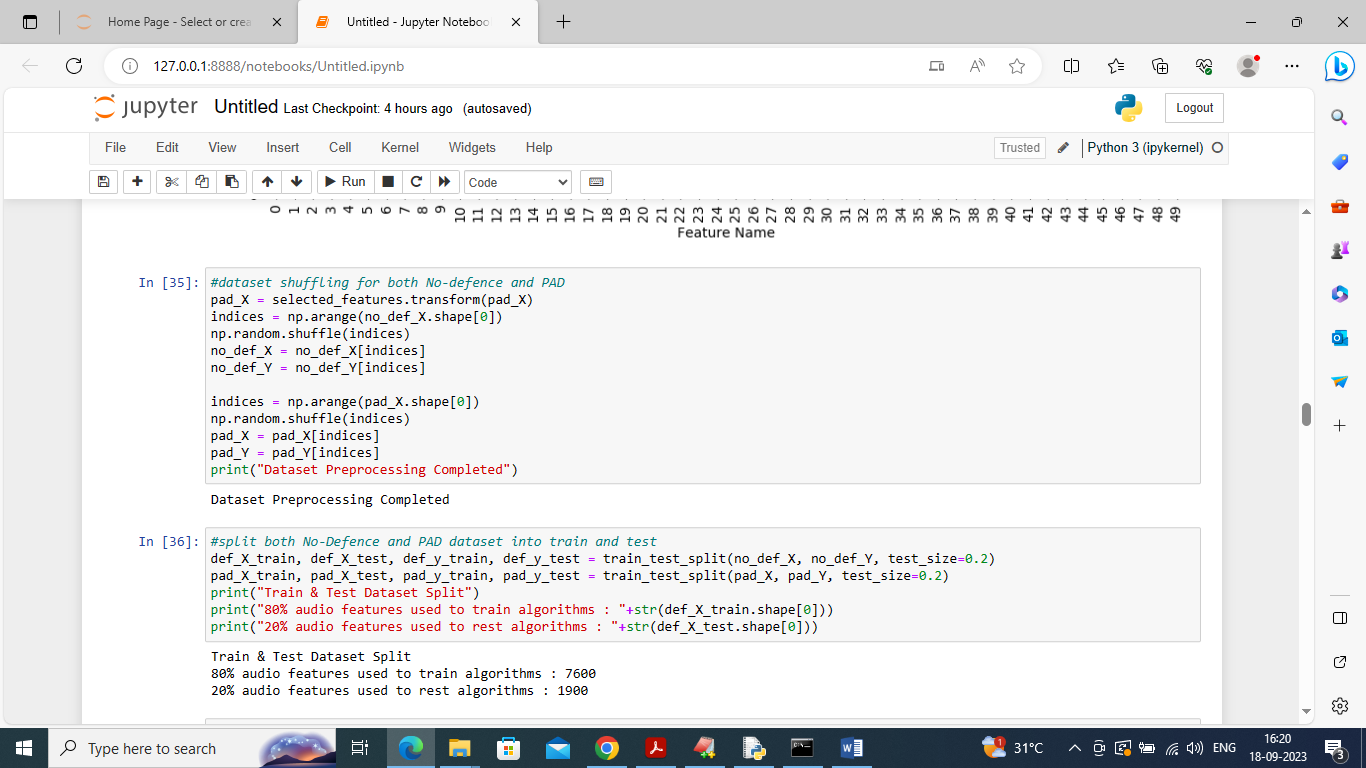 Home Page - Select or crea
Untitled - Jupyter Noteboo
127.0.0.1:8888/notebooks/Untitled.ipynb
jupyter Untitled Last Checkpoint: 4 hours ago (autosaved)
Logout
File Edit View Insert Cell Kernel Widgets Help
Trusted Python 3 (ipykernel)
Run Code
0 1 2 3 4 5 6 7 8 9 10 11 12 13 14 15 16 17 18 19 20 21 22 23 24 25 26 27 28 29 30 31 32 33 34 35 36 37 38 39 40 41 42 43 44 45 46 47 48 49
Feature Name
In [35]: #dataset shuffling for both No-defence and PAD
pad_X = selected_features.transform(pad_X)
indices = np.arange(no_def_X.shape[0])
np.random.shuffle(indices)
no_def_X = no_def_X[indices]
no_def_Y = no_def_Y[indices]
indices = np.arange(pad_X.shape[0])
np.random.shuffle(indices)
pad_X = pad_X[indices]
pad_Y = pad_Y[indices]
print("Dataset Preprocessing Completed")
Dataset Preprocessing Completed
In [36]: #split both No-Defence and PAD dataset into train and test
def_X_train, def_X_test, def_y_train, def_y_test = train_test_split(no_def_X, no_def_Y, test_size=0.2)
pad_X_train, pad_X_test, pad_y_train, pad_y_test = train_test_split(pad_X, pad_Y, test_size=0.2)
print("Train & Test Dataset Split")
print("80% audio features used to train algorithms : "+str(def_X_train.shape[0]))
print("20% audio features used to rest algorithms : "+str(def_X_test.shape[0]))
Train & Test Dataset Split
80% audio features used to train algorithms : 7600
20% audio features used to rest algorithms : 1900
Type here to search
1
31°C
ENG
16:20
18-09-2023
3